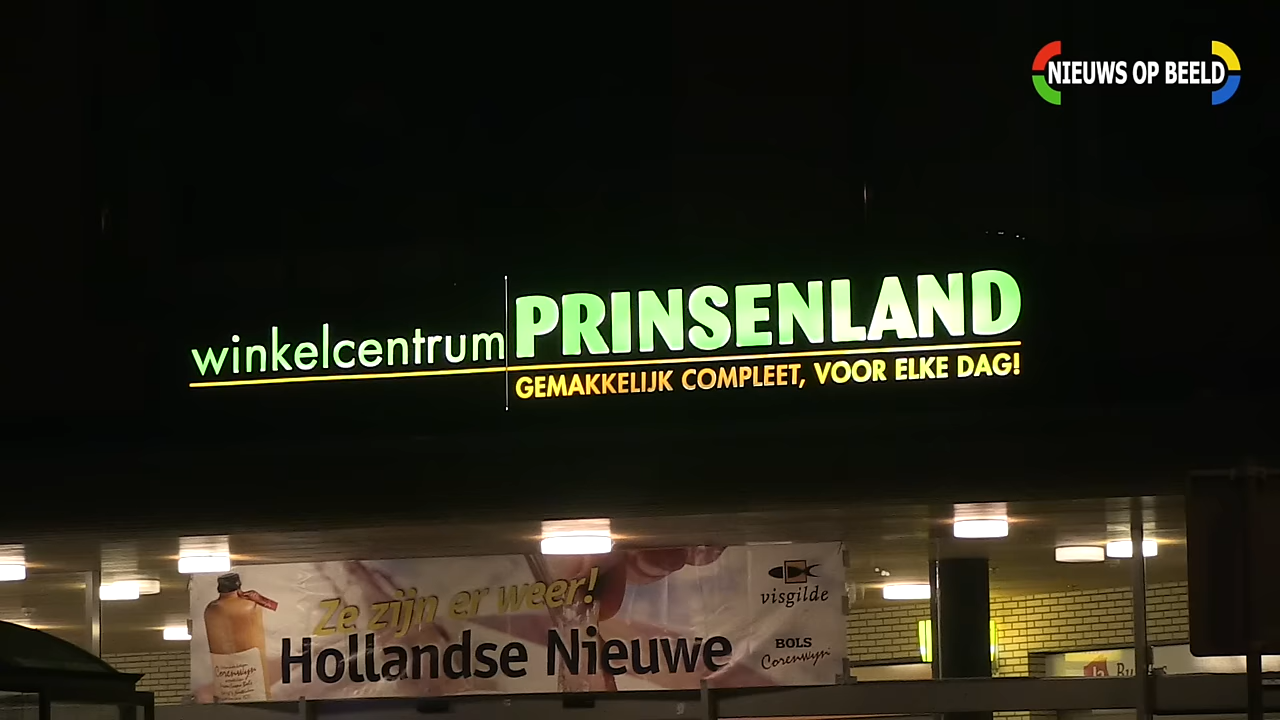 NIEUWS OP BEELD
winkelcentrum PRINSENLAND
GEMAKKELIJK COMPLEET, VOOR ELKE DAG!
Ze zijn er weer!
Hollandse Nieuwe
visgilde
BOLS
Corenwyn
Corenwyn